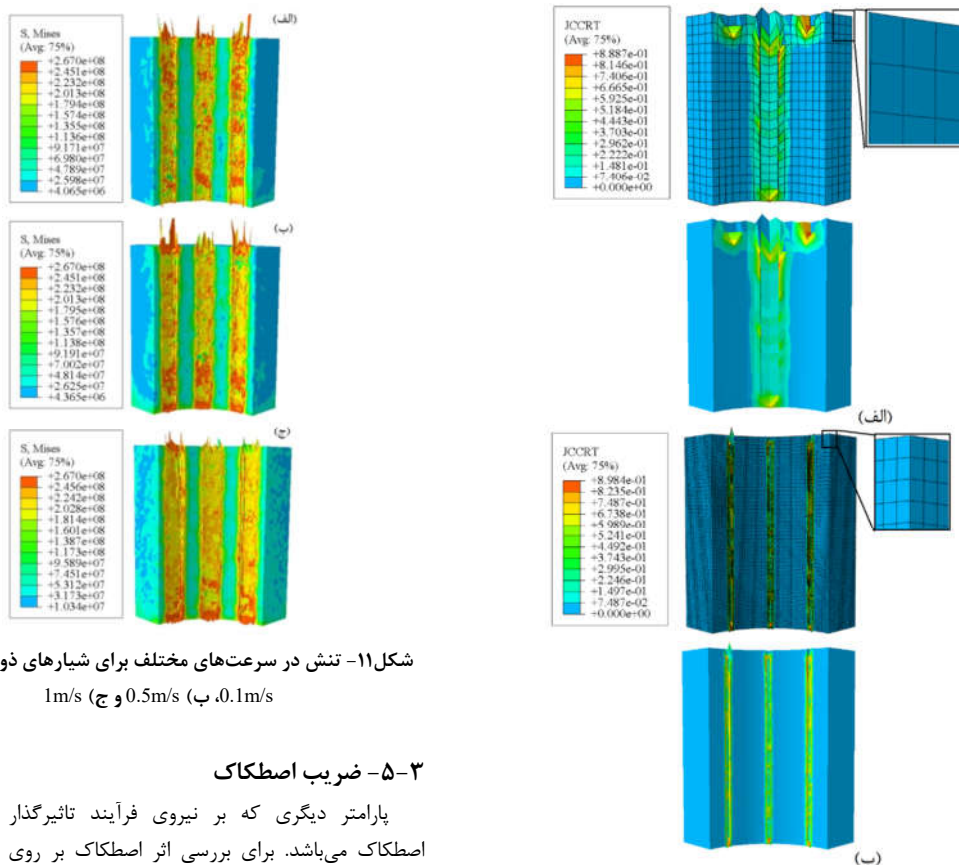 (الف)
S, Mises
(Avg: 75%)
+2.670e+08
+2.451e+08
+2.232e+08
+2.013e+08
+1.794e+08
+1.574e+08
+1.355e+08
+1.136e+08
+9.171e+07
+6.980e+07
+4.789e+07
+2.598e+07
+4.065e+06
(ب)
S, Mises
(Avg: 75%)
+2.670e+08
+2.451e+08
+2.232e+08
+2.013e+08
+1.795e+08
+1.576e+08
+1.357e+08
+1.138e+08
+9.191e+07
+7.002e+07
+4.814e+07
+2.625e+07
+4.365e+06
(ج)
S, Mises
(Avg: 75%)
+2.670e+08
+2.456e+08
+2.242e+08
+2.028e+08
+1.814e+08
+1.601e+08
+1.387e+08
+1.173e+08
+9.589e+07
+7.451e+07
+5.312e+07
+3.173e+07
+1.034e+07
شکل۱۱- تنش در سرعت‌های مختلف برای شیارهای
0.1m/s، ب) 0.5m/s و ج) 1m/s
۳-۵- ضریب اصطکاک
پارامتر دیگری که بر نیروی فرآیند تاثیرگذار
اصطکاک می‌باشد. برای بررسی اثر اصطکاک بر روی
JCCRT
(Avg: 75%)
+8.887e-01
+8.146e-01
+7.406e-01
+6.665e-01
+5.925e-01
+5.184e-01
+4.443e-01
+3.703e-01
+2.962e-01
+2.222e-01
+1.481e-01
+7.406e-02
+0.000e+00
(الف)
JCCRT
(Avg: 75%)
+8.984e-01
+8.235e-01
+7.487e-01
+6.738e-01
+5.989e-01
+5.241e-01
+4.492e-01
+3.743e-01
+2.995e-01
+2.246e-01
+1.497e-01
+7.487e-02
+0.000e+00
(ب)